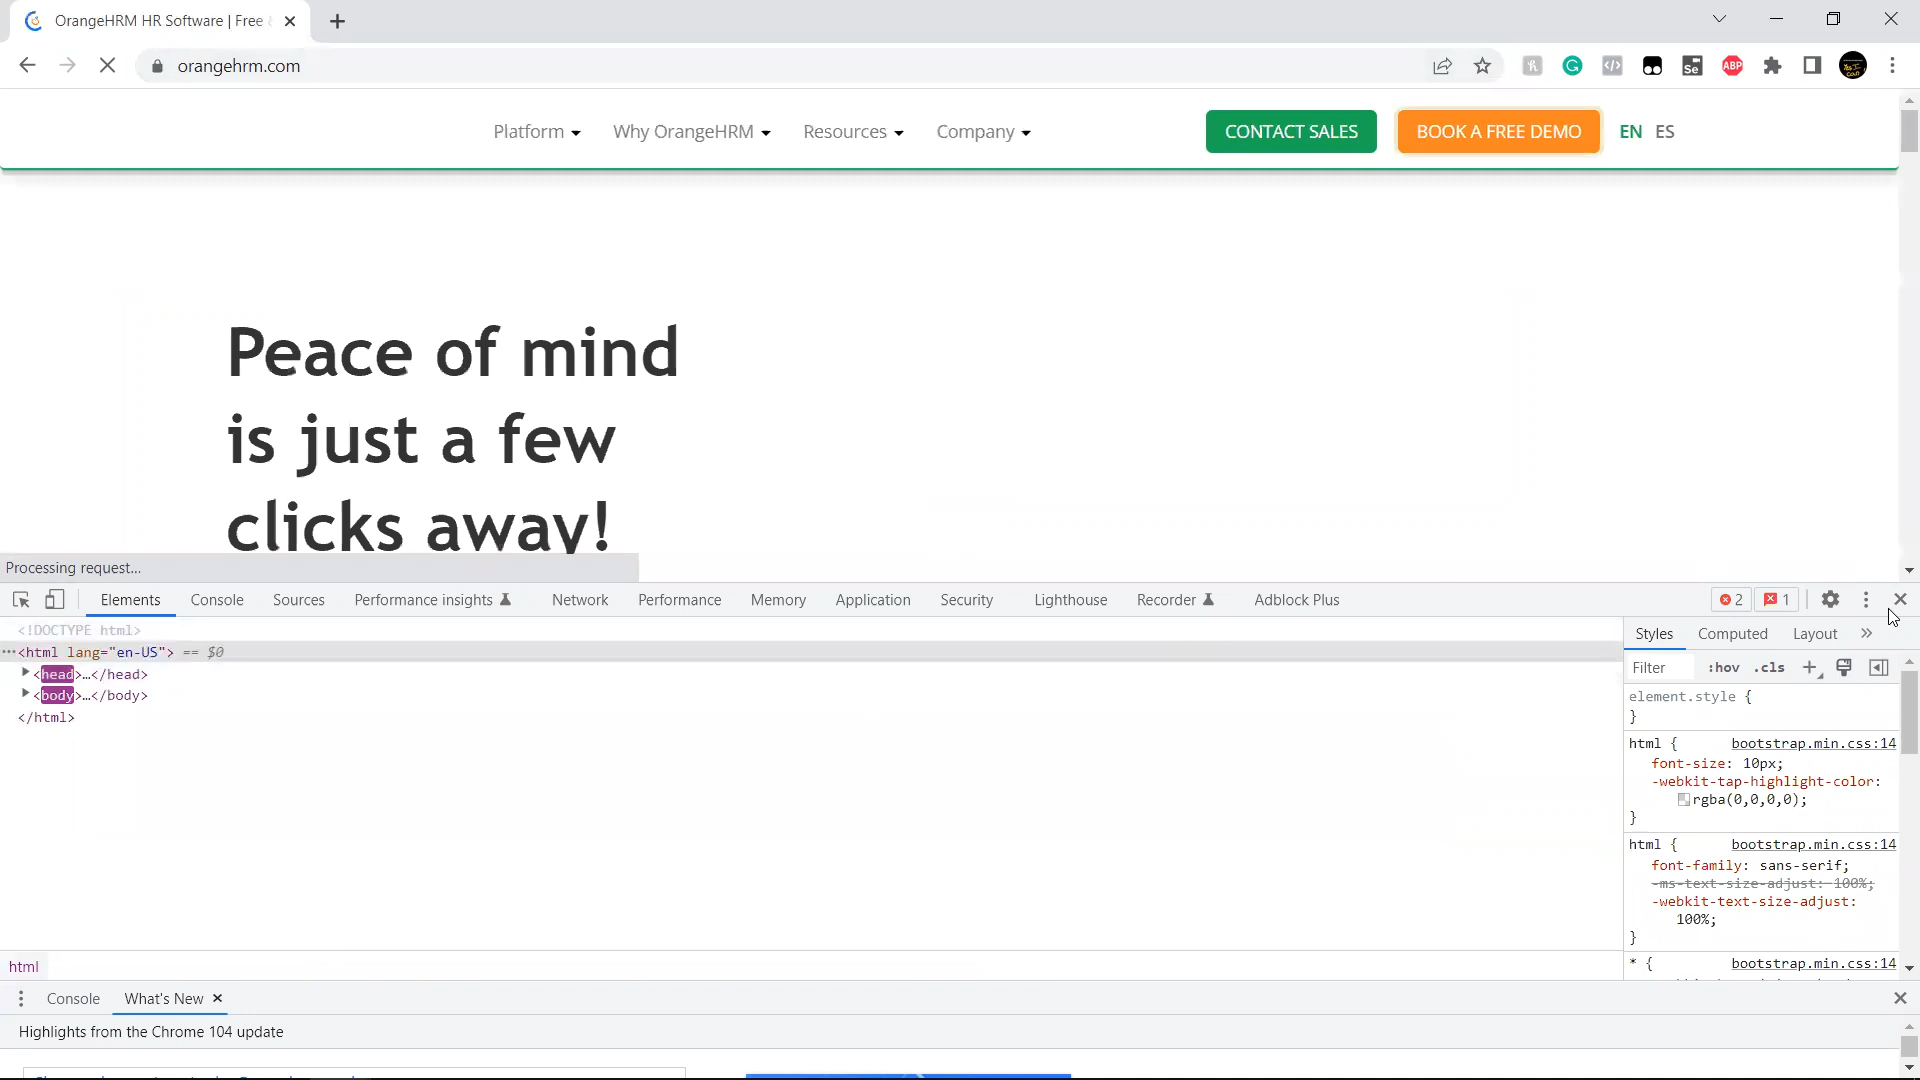 OrangeHRM HR Software | Free
orangehrm.com
Se
ABP
Platform
Why OrangeHRM
Resources
Company
CONTACT SALES
BOOK A FREE DEMO
EN
ES
Peace of mind
is just a few
clicks away!
Processing request...
Elements
Console
Sources
Performance insights
Network
Performance
Memory
Application
Security
Lighthouse
Recorder
Adblock Plus
2
1
<!DOCTYPE html>
<html lang="en-US"> == $0
<head>…</head>
<body>…</body>
</html>
Styles
Computed
Layout
Filter
:hov
.cls
element.style {
}
html {
bootstrap.min.css:14
font-size: 10px;
-webkit-tap-highlight-color:
rgba(0,0,0,0);
}
html {
bootstrap.min.css:14
font-family: sans-serif;
-ms-text-size-adjust: 100%;
-webkit-text-size-adjust:
100%;
}
* {
bootstrap.min.css:14
html
Console
What's New
Highlights from the Chrome 104 update